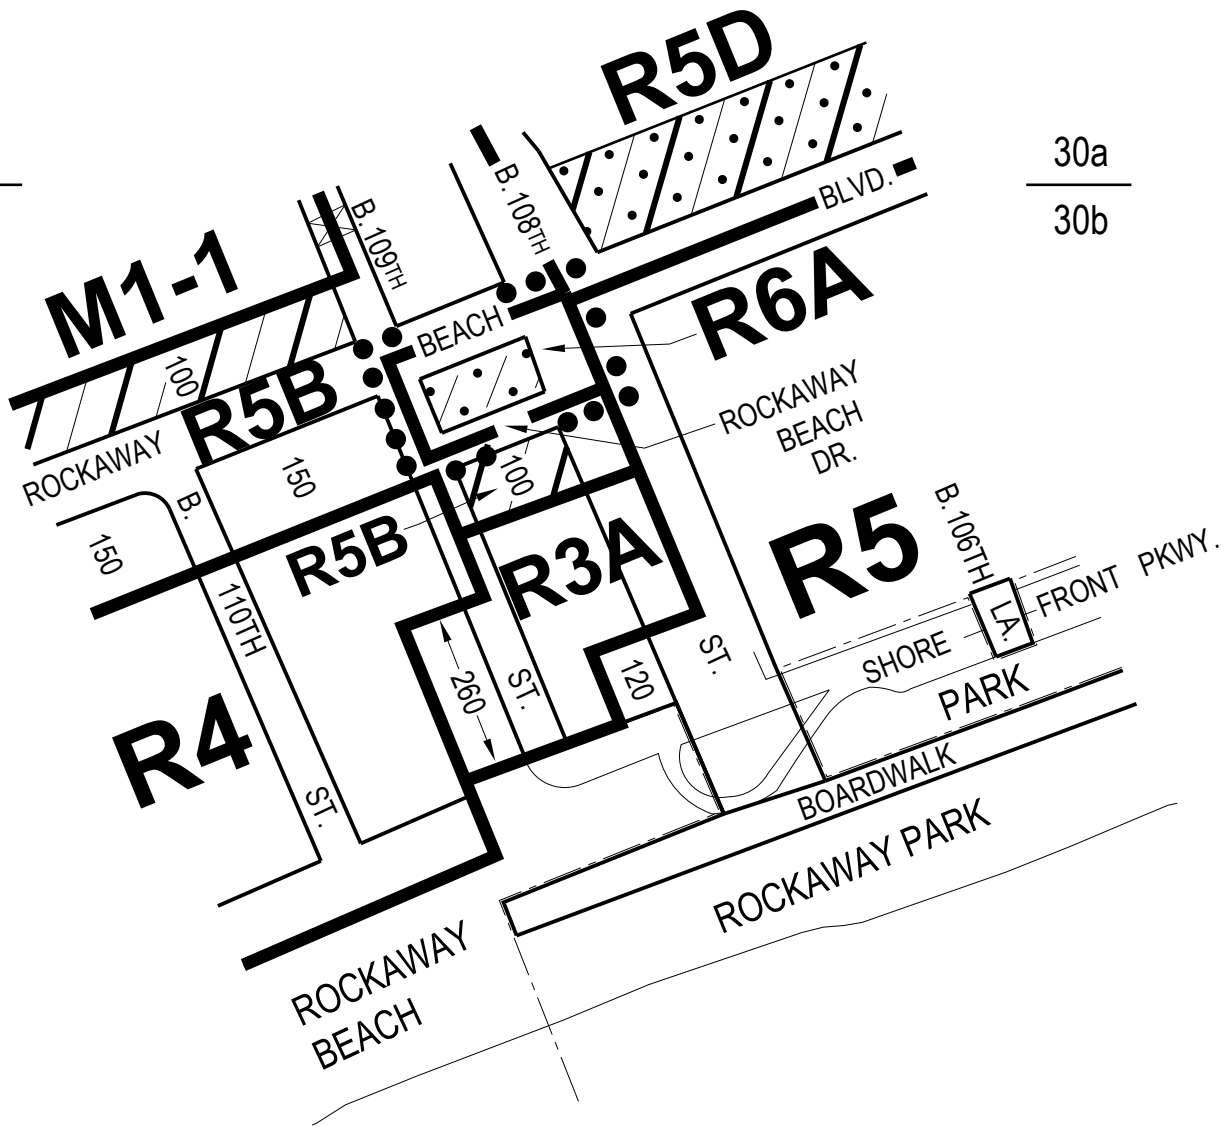 R5D
30a
30b
B. 108TH
BLVD.
B. 109TH
M1-1
R6A
BEACH
100
R5B
ROCKAWAY
BEACH
DR.
ROCKAWAY
150
100
B.
R5B
150
R3A
R5
B. 106TH
LA.
FRONT PKWY.
110TH
SHORE
ST.
ST.
260
120
PARK
R4
ST.
BOARDWALK
ROCKAWAY PARK
ROCKAWAY
BEACH